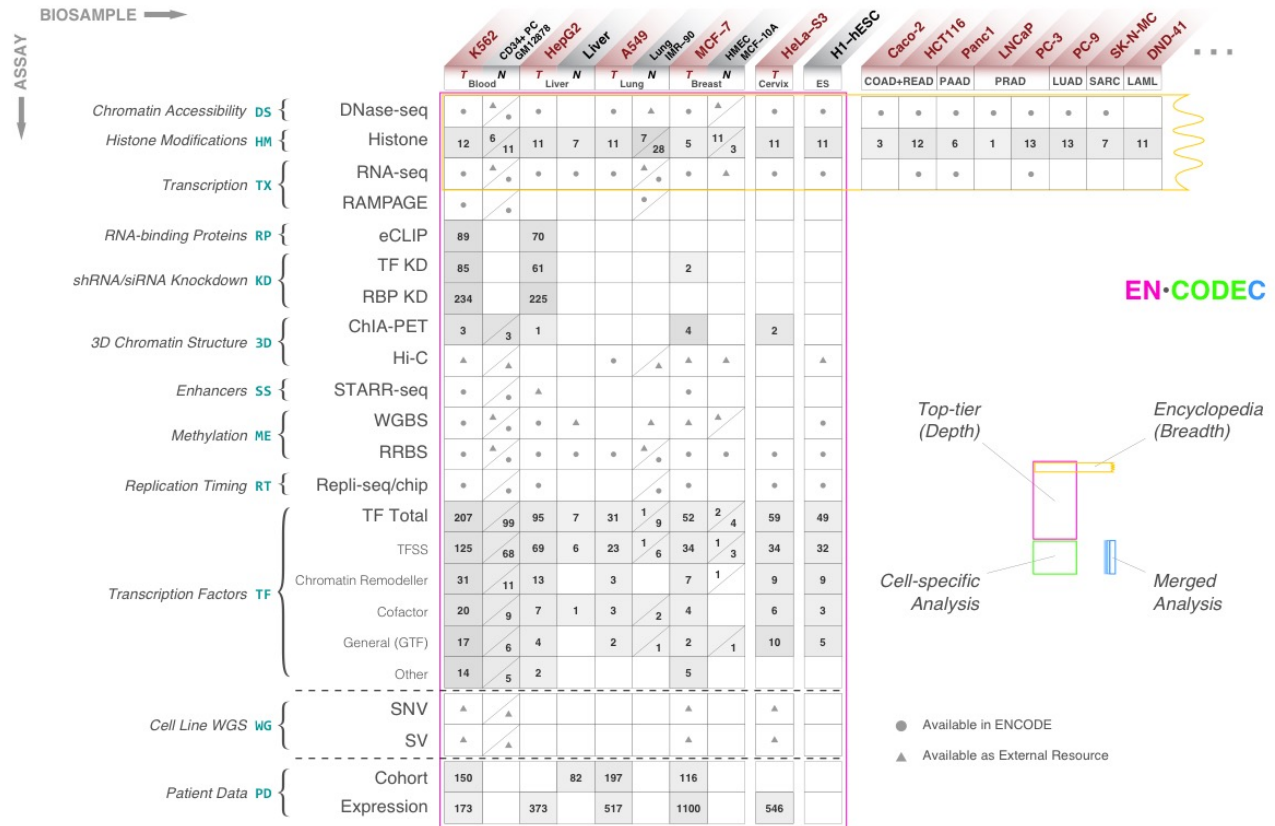 BIOSAMPLE
ASSAY
K562 CD34+ PC GM12878 HepG2 Liver A549 Lung IMR-90 MCF-7 HMEC MCF-10A HeLa-S3 H1-hESC Caco-2 HCT116 Panc1 LNCaP PC-3 PC-9 SK-N-MC DND-41 ...
T N T N T N T N T
Blood Liver Lung Breast Cervix ES COAD+READ PAAD PRAD LUAD SARC LAML
Chromatin Accessibility DS { DNase-seq
Histone Modifications HM { Histone 12 6 11 11 7 11 7 28 5 11 3 11 11 3 12 6 1 13 13 7 11
Transcription TX { RNA-seq
RAMPAGE
RNA-binding Proteins RP { eCLIP 89 70
shRNA/siRNA Knockdown KD { TF KD 85 61 2
RBP KD 234 225
EN·CODEC
3D Chromatin Structure 3D { ChIA-PET 3 3 1 4 2
Hi-C
Enhancers SS { STARR-seq
Methylation ME { WGBS
RRBS
Replication Timing RT { Repli-seq/chip
Top-tier
(Depth)
Encyclopedia
(Breadth)
Transcription Factors TF { TF Total 207 99 95 7 31 1 9 52 2 4 59 49
TFSS 125 68 69 6 23 1 6 34 1 3 34 32
Chromatin Remodeller 31 11 13 3 7 1 9 9
Cofactor 20 9 7 1 3 2 4 6 3
General (GTF) 17 6 4 2 1 2 1 10 5
Other 14 5 2 5
Cell-specific
Analysis
Merged
Analysis
Cell Line WGS WG { SNV
SV
Available in ENCODE
Available as External Resource
Patient Data PD { Cohort 150 82 197 116
Expression 173 373 517 1100 546